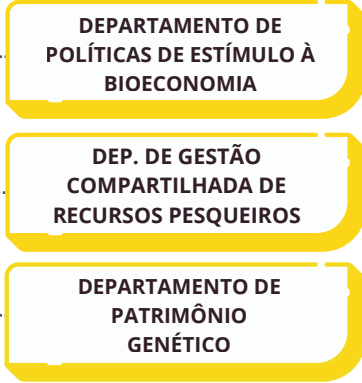 DEPARTAMENTO DE
POLÍTICAS DE ESTÍMULO À
BIOECONOMIA
DEP. DE GESTÃO
COMPARTILHADA DE
RECURSOS PESQUEIROS
DEPARTAMENTO DE
PATRIMÔNIO
GENÉTICO